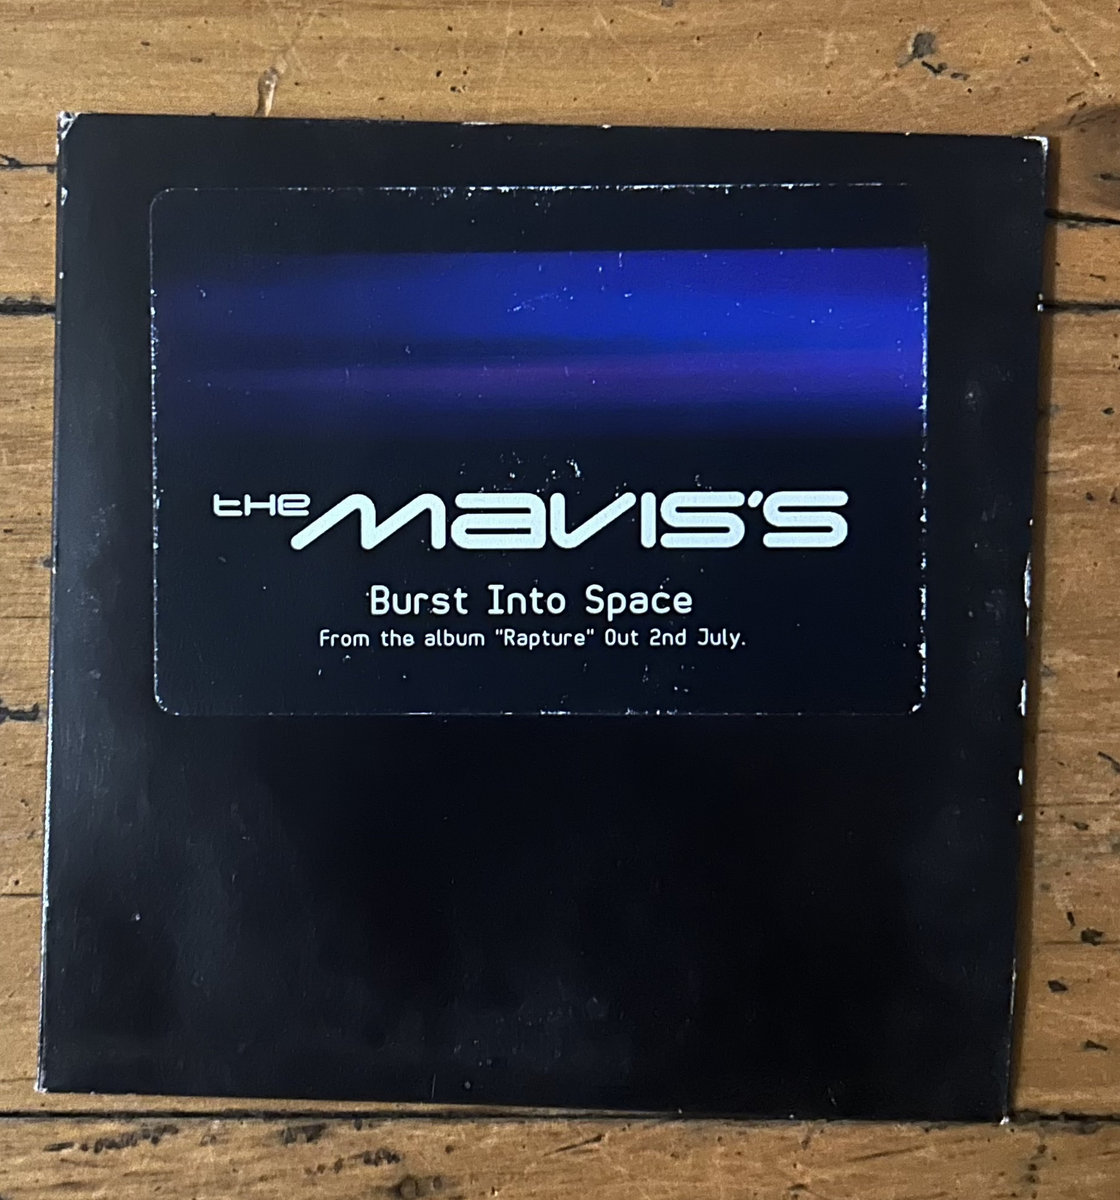 the mavis's
Burst Into Space
From the album "Rapture" Out 2nd July.